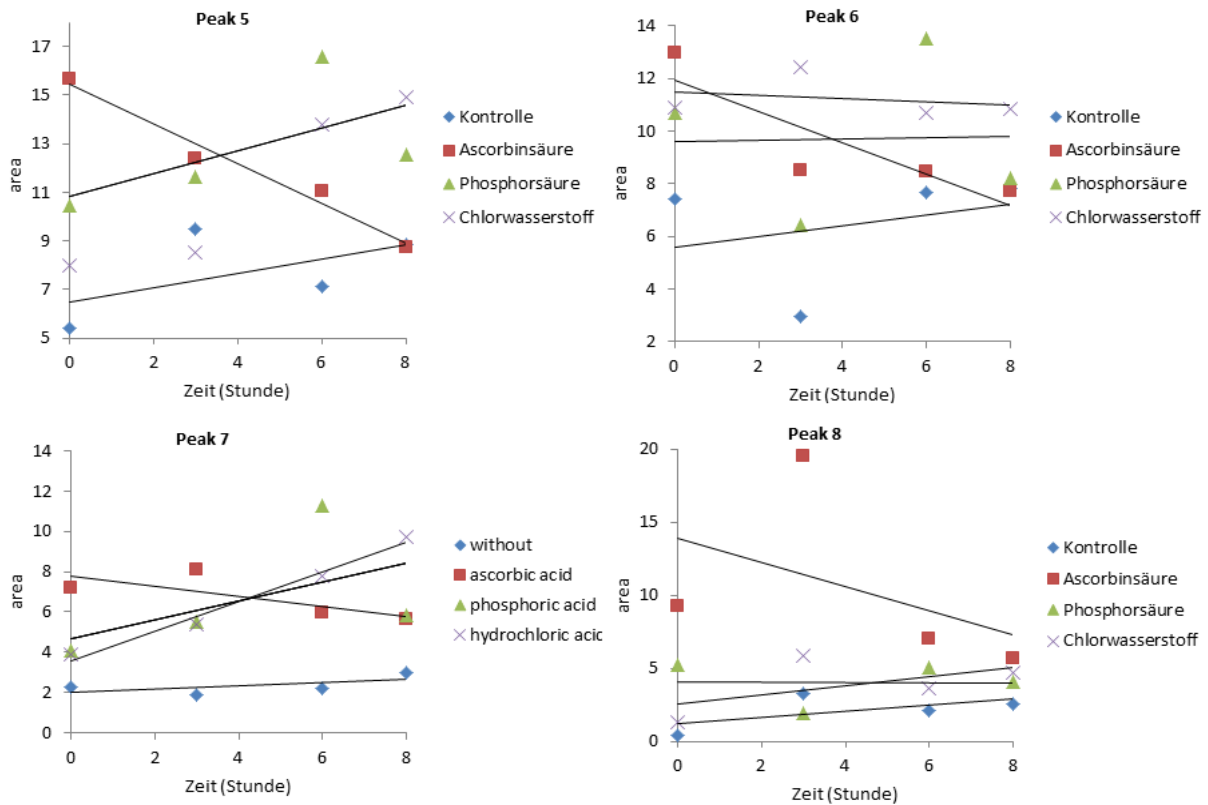 Peak 5
17
15
13
11
9
7
5
area
0 2 4 6 8
Zeit (Stunde)
Kontrolle
Ascorbinsäure
Phosphorsäure
Chlorwasserstoff
Peak 6
14
12
10
8
6
4
2
area
0 2 4 6 8
Zeit (Stunde)
Kontrolle
Ascorbinsäure
Phosphorsäure
Chlorwasserstoff
Peak 7
14
12
10
8
6
4
2
0
area
0 2 4 6 8
Zeit (Stunde)
without
ascorbic acid
phosphoric acid
hydrochloric acid
Peak 8
20
15
10
5
0
area
0 2 4 6 8
Zeit (Stunde)
Kontrolle
Ascorbinsäure
Phosphorsäure
Chlorwasserstoff